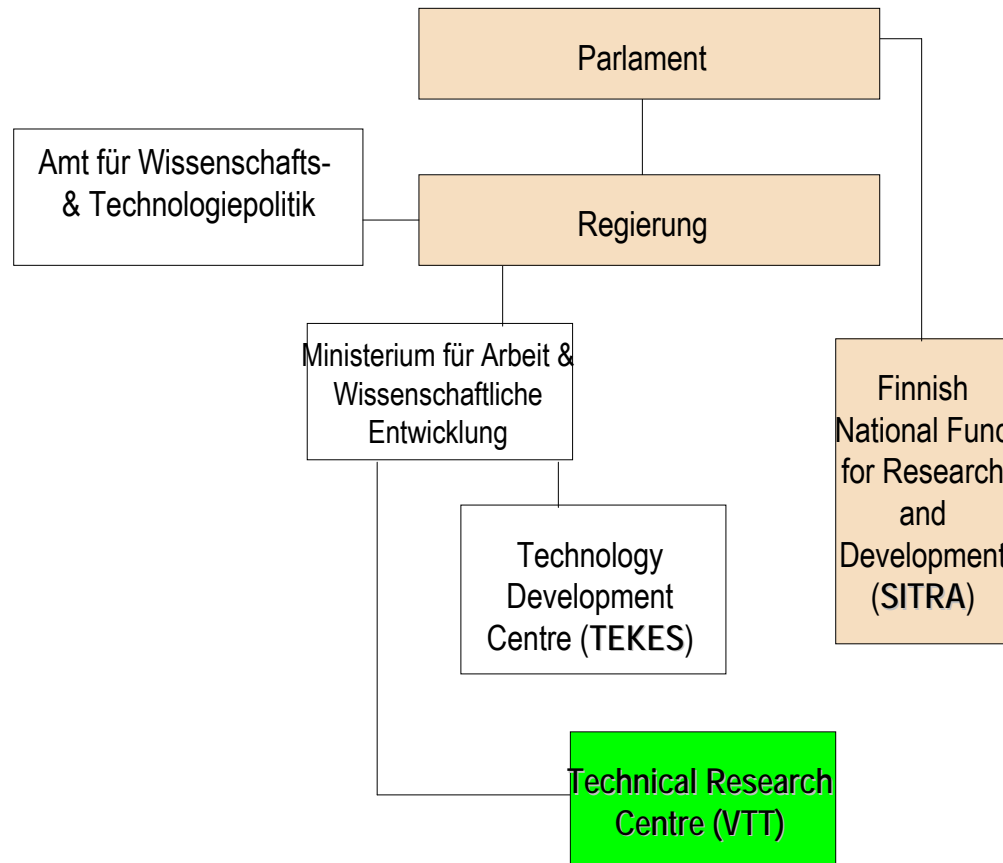 Parlament
Amt für Wissenschafts-
& Technologiepolitik
Regierung
Ministerium für Arbeit &
Wissenschaftliche
Entwicklung
Finnish
National Fund
for Research
and
Development
(SITRA)
Technology
Development
Centre (TEKES)
Technical Research
Centre (VTT)